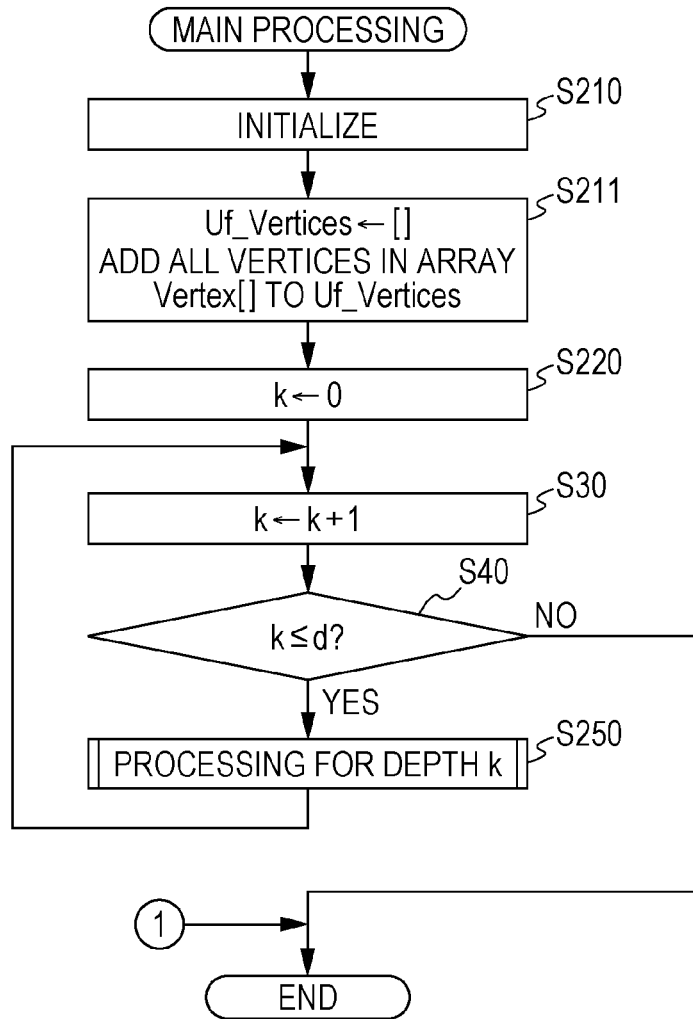 MAIN PROCESSING
S210
INITIALIZE
S211
Uf_Vertices ← []
ADD ALL VERTICES IN ARRAY
Vertex[] TO Uf_Vertices
S220
k ← 0
S30
k ← k+1
S40
k ≤ d?
NO
YES
S250
PROCESSING FOR DEPTH k
1
END